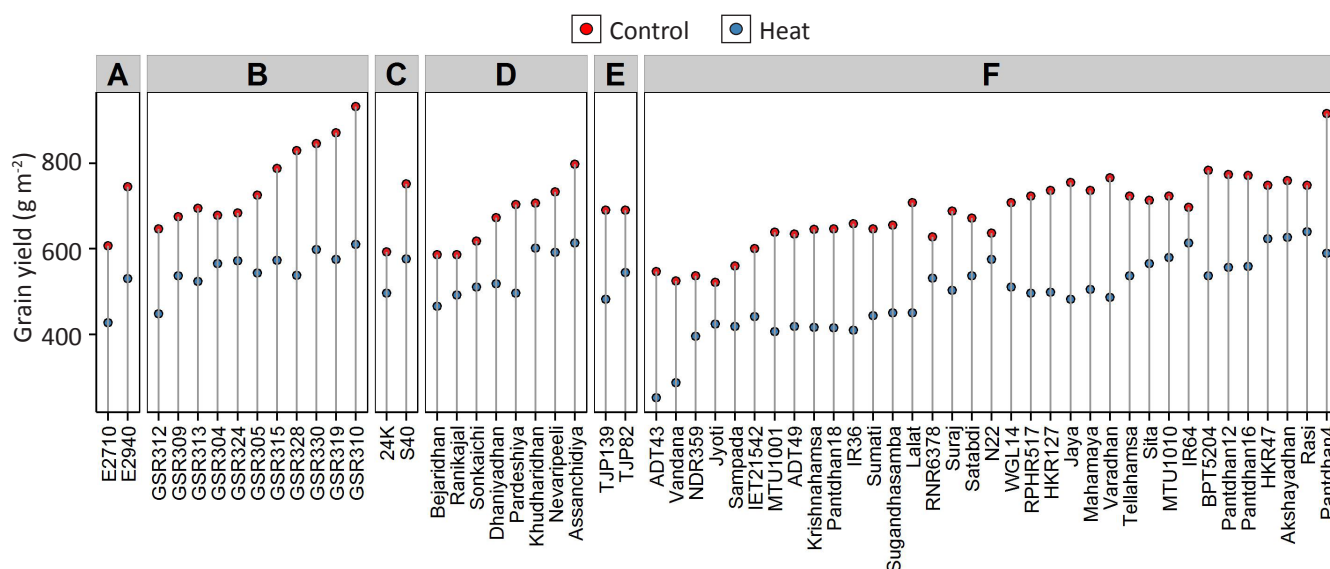 Control Heat
A B C D E F
Grain yield (g m⁻²)
800
600
400
E2710
E2940
GSR312
GSR309
GSR313
GSR304
GSR324
GSR305
GSR315
GSR328
GSR330
GSR319
GSR310
24K
S40
Bejaridhan
Ranikajal
Sonkaichi
Dhaniyadhan
Pardeshiya
Khudharidhan
Nevaripeeli
Assanchidiya
TJP139
TJP82
ADT43
Vandana
NDR359
Jyoti
Sampada
IET21542
MTU1001
ADT49
Krishnahamsa
Pantdhan18
IR36
Sumati
Sugandhasamba
Lalat
RNR6378
Suraj
Satabdi
N22
WGL14
RPHR517
HKR127
Jaya
Mahamaya
Varadhan
Tellahamsa
Sita
MTU1010
IR64
BPT5204
Pantdhan12
Pantdhan16
HKR47
Akshayadhan
Rasi
Pantdhan4